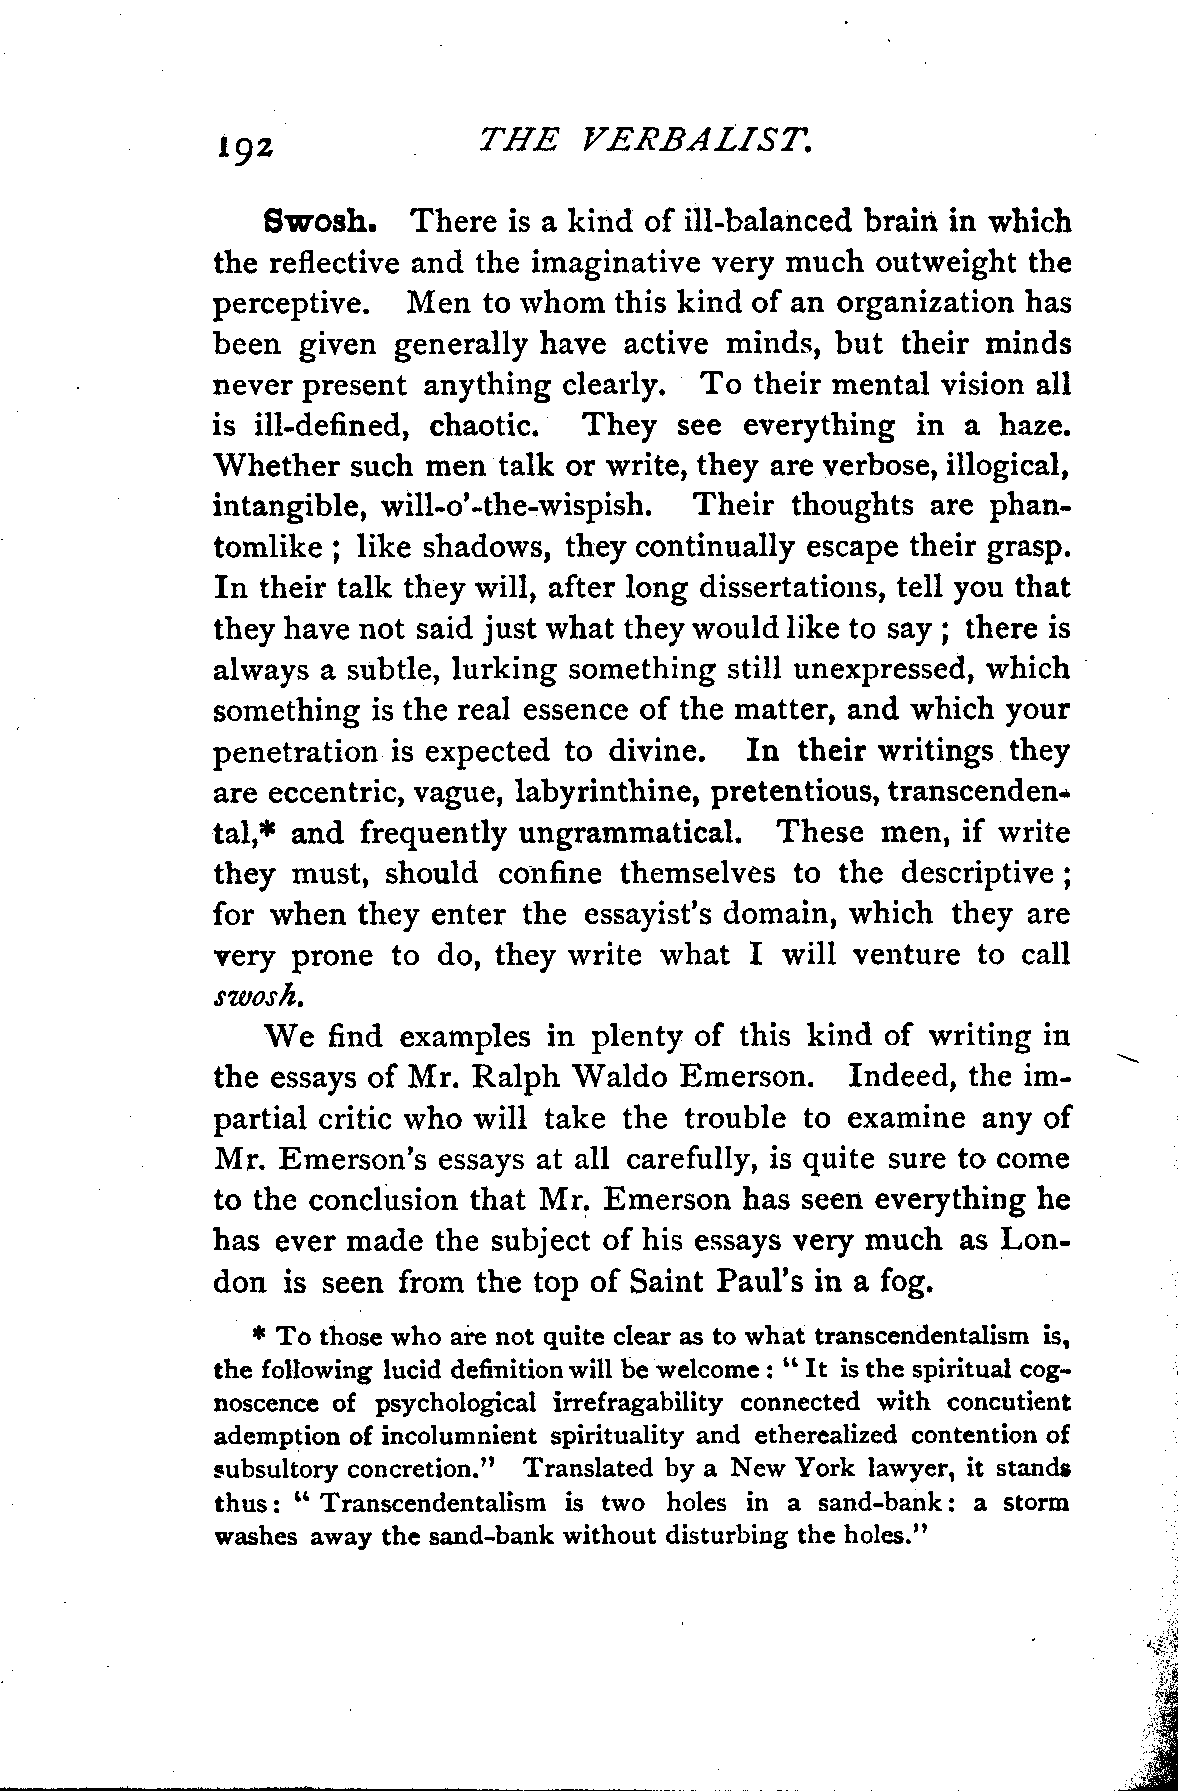 192 THE VERBALIST.
Swosh. There is a kind of ill-balanced brain in which
the reflective and the imaginative very much outweight the
perceptive. Men to whom this kind of an organization has
been given generally have active minds, but their minds
never present anything clearly. To their mental vision all
is ill-defined, chaotic. They see everything in a haze.
Whether such men talk or write, they are verbose, illogical,
intangible, will-o'-the-wispish. Their thoughts are phan-
tomlike ; like shadows, they continually escape their grasp.
In their talk they will, after long dissertations, tell you that
they have not said just what they would like to say ; there is
always a subtle, lurking something still unexpressed, which
something is the real essence of the matter, and which your
penetration is expected to divine. In their writings they
are eccentric, vague, labyrinthine, pretentious, transcenden-
tal,* and frequently ungrammatical. These men, if write
they must, should confine themselves to the descriptive ;
for when they enter the essayist's domain, which they are
very prone to do, they write what I will venture to call
swosh.
We find examples in plenty of this kind of writing in
the essays of Mr. Ralph Waldo Emerson. Indeed, the im-
partial critic who will take the trouble to examine any of
Mr. Emerson's essays at all carefully, is quite sure to come
to the conclusion that Mr. Emerson has seen everything he
has ever made the subject of his essays very much as Lon-
don is seen from the top of Saint Paul's in a fog.
* To those who are not quite clear as to what transcendentalism is,
the following lucid definition will be welcome : “ It is the spiritual cog-
noscence of psychological irrefragability connected with concutient
ademption of incolumnient spirituality and etherealized contention of
subsultory concretion.” Translated by a New York lawyer, it stands
thus : “ Transcendentalism is two holes in a sand-bank : a storm
washes away the sand-bank without disturbing the holes.”